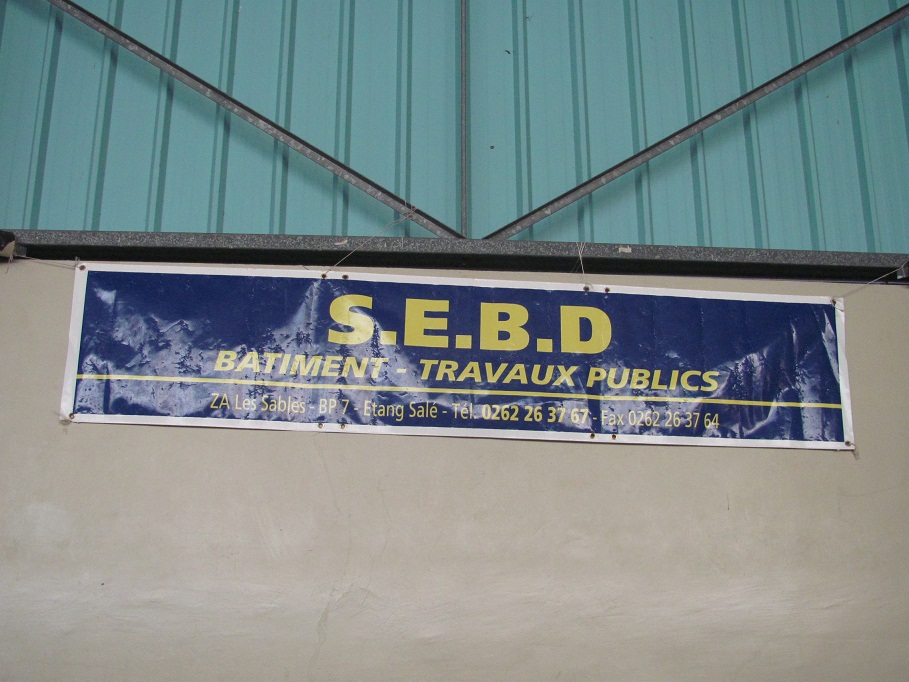 S.E.B.D
BATIMENT - TRAVAUX PUBLICS
ZA Les Sables - BP 7 - Etang Salé - Tél. 0262 26 37 67 - Fax 0262 26 37 64